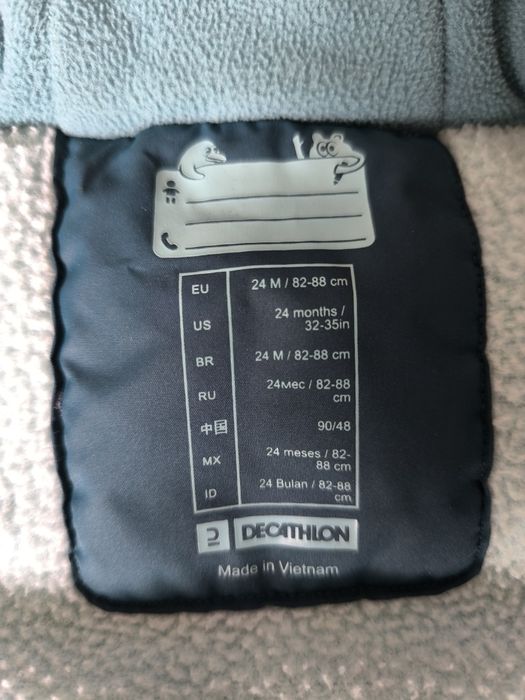 EU 24 M / 82-88 cm
US 24 months /
32-35in
BR 24 M / 82-88 cm
RU 24мес / 82-88
cm
中国 90/48
MX 24 meses / 82-
88 cm
ID 24 Bulan / 82-88
cm
DECATHLON
Made in Vietnam